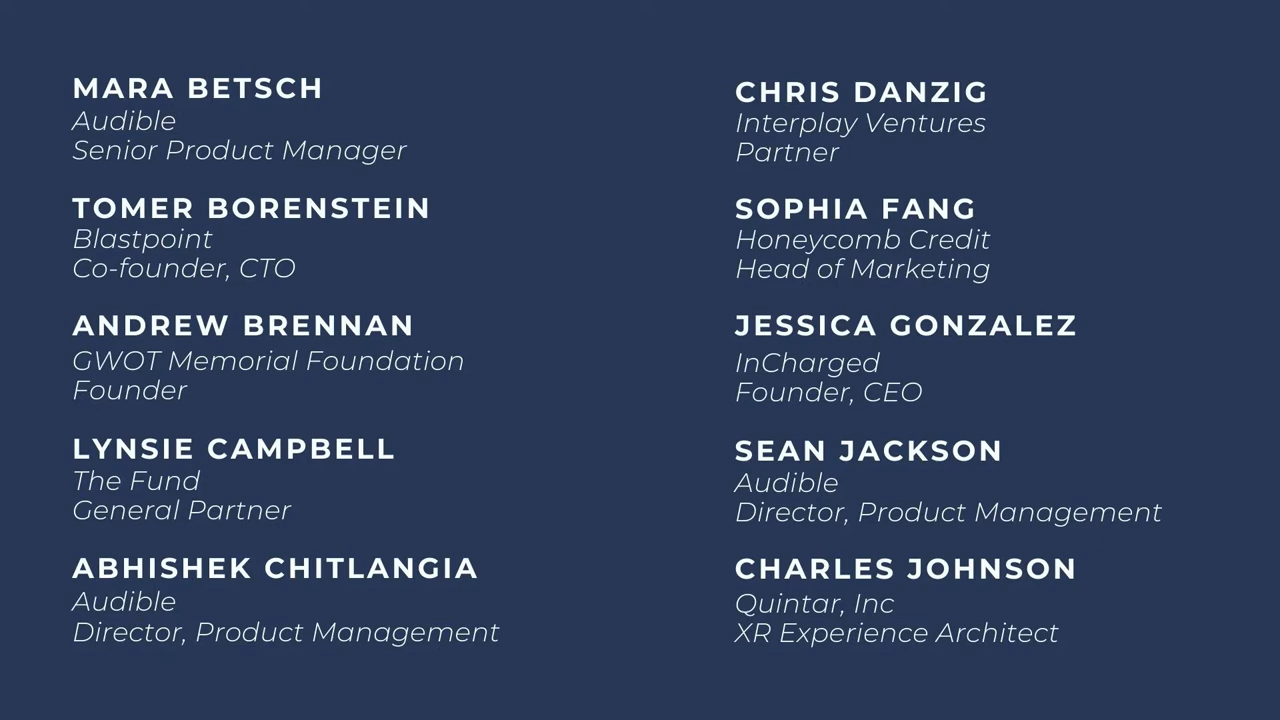 MARA BETSCH
Audible
Senior Product Manager
TOMER BORENSTEIN
Blastpoint
Co-founder, CTO
ANDREW BRENNAN
GWOT Memorial Foundation
Founder
LYNSIE CAMPBELL
The Fund
General Partner
ABHISHEK CHITLANGIA
Audible
Director, Product Management
CHRIS DANZIG
Interplay Ventures
Partner
SOPHIA FANG
Honeycomb Credit
Head of Marketing
JESSICA GONZALEZ
InCharged
Founder, CEO
SEAN JACKSON
Audible
Director, Product Management
CHARLES JOHNSON
Quintar, Inc
XR Experience Architect